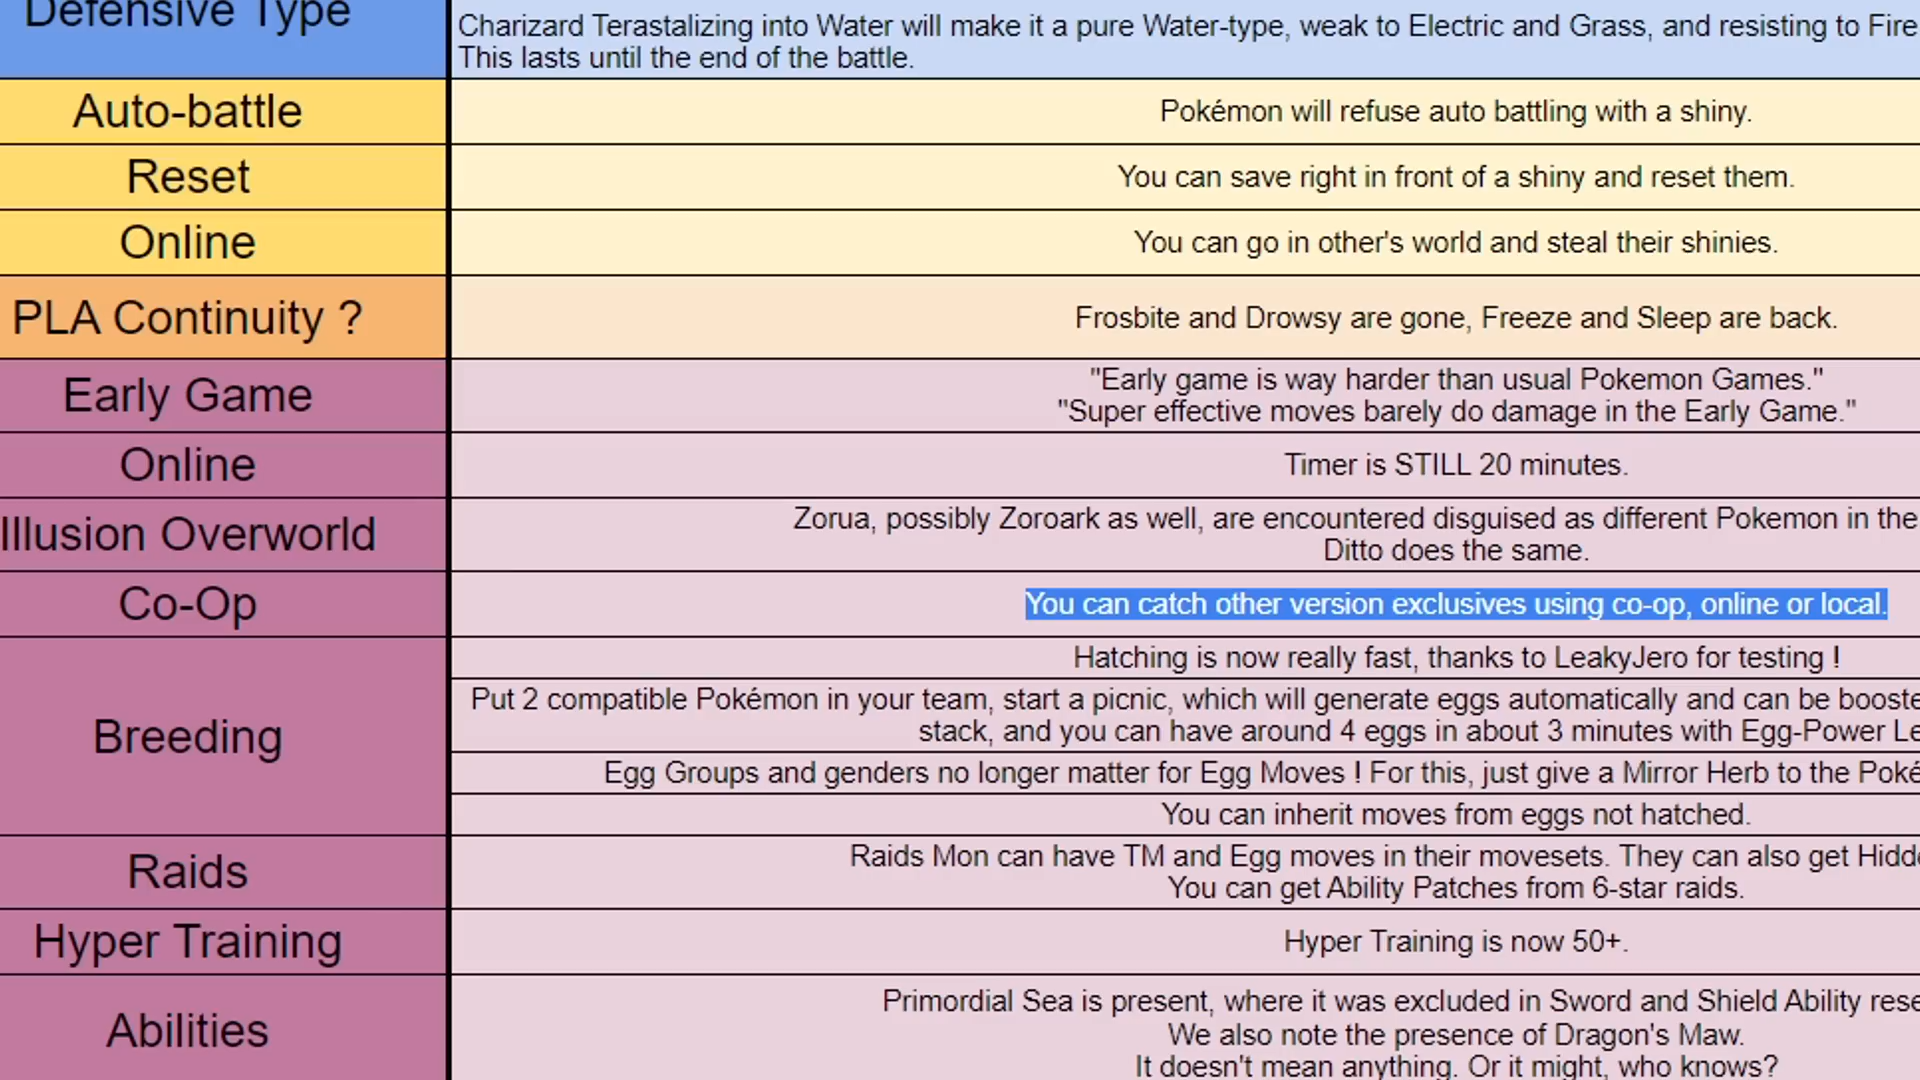 Defensive Type
Charizard Terastalizing into Water will make it a pure Water-type, weak to Electric and Grass, and resisting to Fire
This lasts until the end of the battle.
Auto-battle
Pokémon will refuse auto battling with a shiny.
Reset
You can save right in front of a shiny and reset them.
Online
You can go in other's world and steal their shinies.
PLA Continuity ?
Frosbite and Drowsy are gone, Freeze and Sleep are back.
Early Game
"Early game is way harder than usual Pokemon Games."
"Super effective moves barely do damage in the Early Game."
Online
Timer is STILL 20 minutes.
Illusion Overworld
Zorua, possibly Zoroark as well, are encountered disguised as different Pokemon in the
Ditto does the same.
Co-Op
You can catch other version exclusives using co-op, online or local.
Breeding
Hatching is now really fast, thanks to LeakyJero for testing !
Put 2 compatible Pokémon in your team, start a picnic, which will generate eggs automatically and can be booste
stack, and you can have around 4 eggs in about 3 minutes with Egg-Power Le
Egg Groups and genders no longer matter for Egg Moves ! For this, just give a Mirror Herb to the Poké
You can inherit moves from eggs not hatched.
Raids
Raids Mon can have TM and Egg moves in their movesets. They can also get Hidde
You can get Ability Patches from 6-star raids.
Hyper Training
Hyper Training is now 50+.
Abilities
Primordial Sea is present, where it was excluded in Sword and Shield Ability rese
We also note the presence of Dragon's Maw.
It doesn't mean anything. Or it might, who knows?